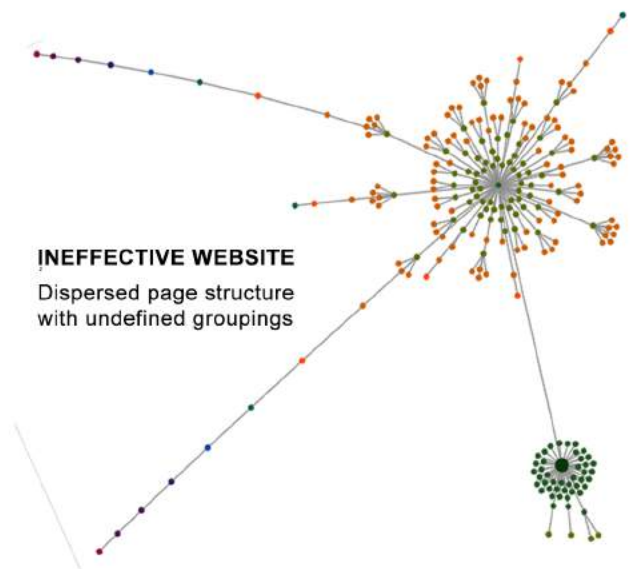 INEFFECTIVE WEBSITE
Dispersed page structure
with undefined groupings